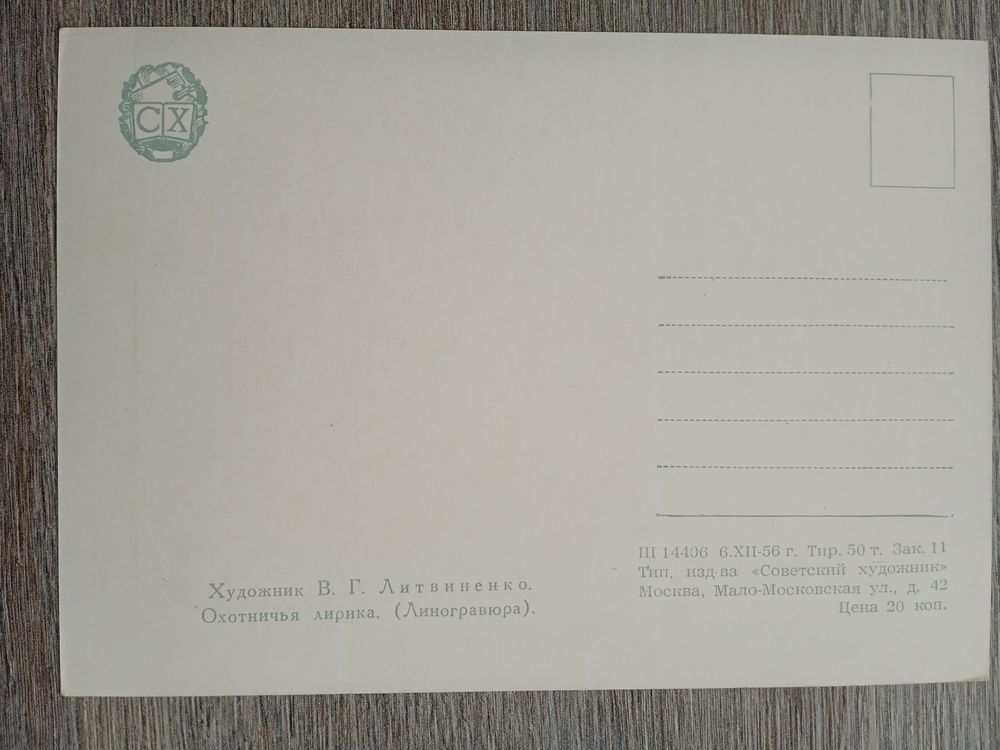 СХ
Художник В. Г. Литвиненко.
Охотничья лирика. (Линогравюра).
Ш 14406 6.XII-56 г. Тир. 50 т. Зак. 11
Тип. изд-ва «Советский художник»
Москва, Мало-Московская ул., д. 42
Цена 20 коп.